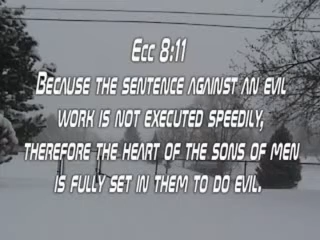 Ecc 8:11
Because the sentence against an evil
work is not executed speedily,
therefore the heart of the sons of men
is fully set in them to do evil.